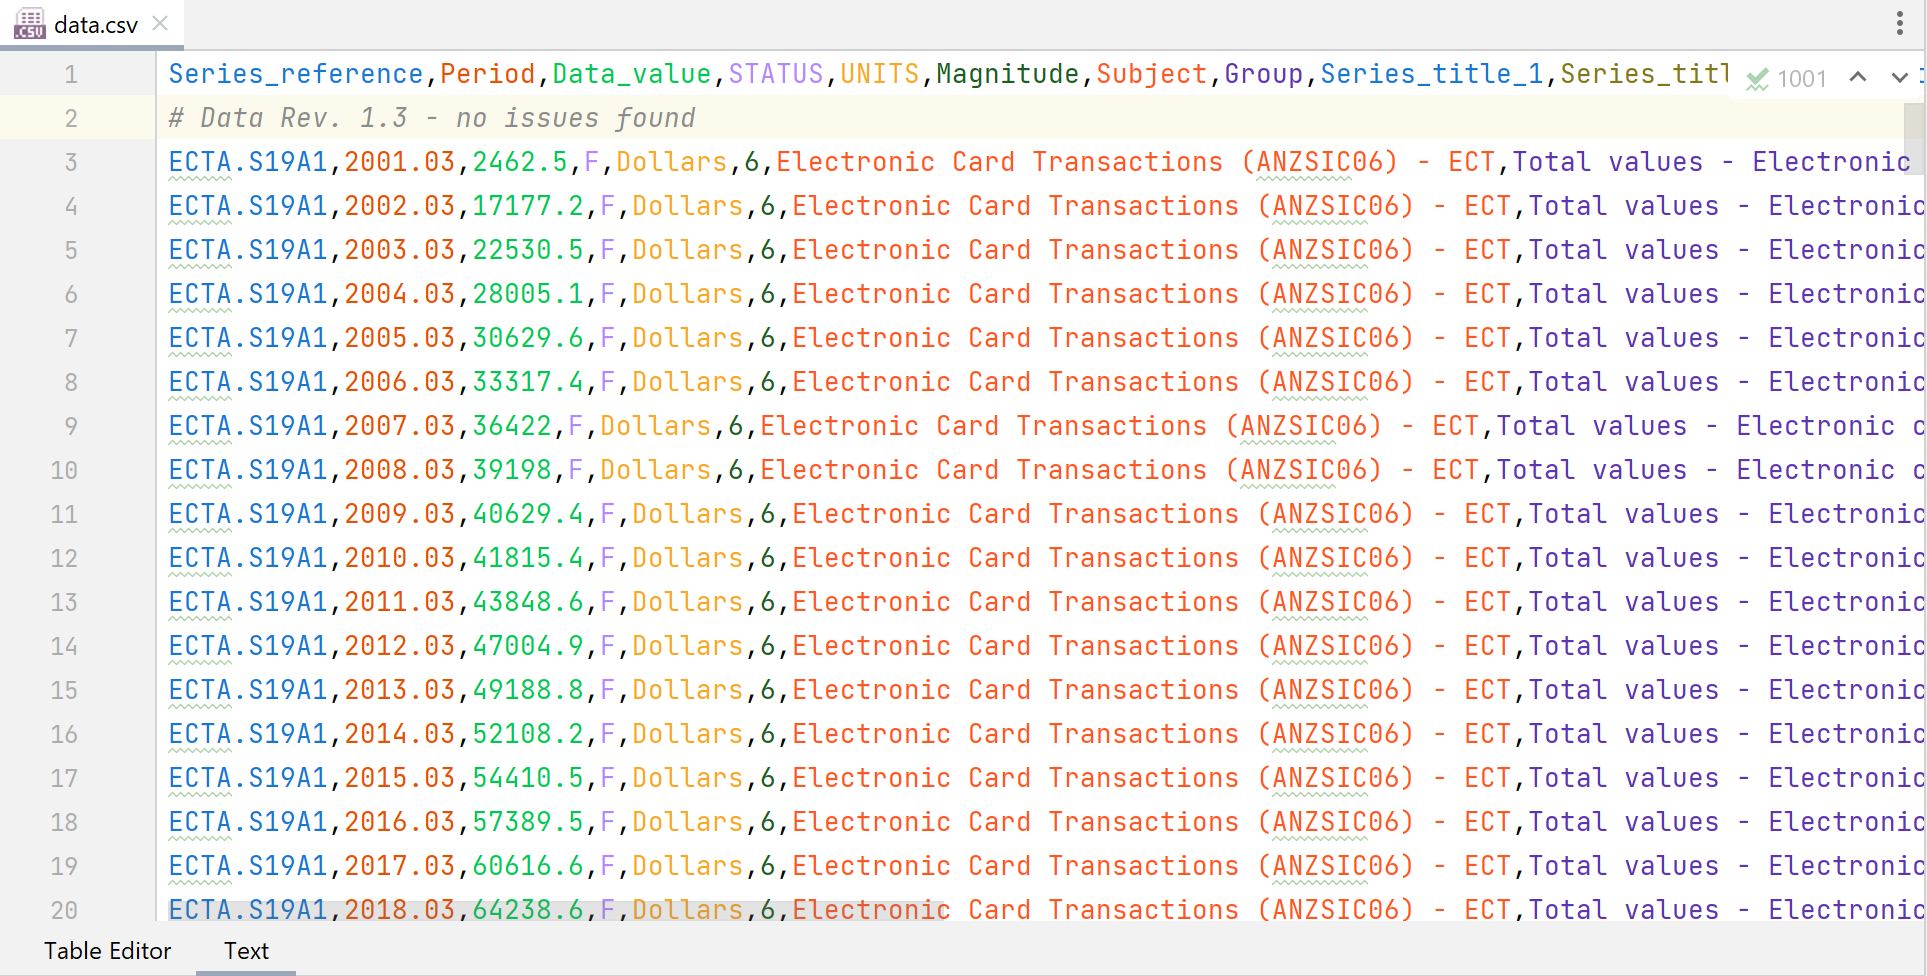 data.csv
1 Series_reference,Period,Data_value,STATUS,UNITS,Magnitude,Subject,Group,Series_title_1,Series_titl 1001
2 # Data Rev. 1.3 - no issues found
3 ECTA.S19A1,2001.03,2462.5,F,Dollars,6,Electronic Card Transactions (ANZSIC06) - ECT,Total values - Electronic
4 ECTA.S19A1,2002.03,17177.2,F,Dollars,6,Electronic Card Transactions (ANZSIC06) - ECT,Total values - Electronic
5 ECTA.S19A1,2003.03,22530.5,F,Dollars,6,Electronic Card Transactions (ANZSIC06) - ECT,Total values - Electronic
6 ECTA.S19A1,2004.03,28005.1,F,Dollars,6,Electronic Card Transactions (ANZSIC06) - ECT,Total values - Electronic
7 ECTA.S19A1,2005.03,30629.6,F,Dollars,6,Electronic Card Transactions (ANZSIC06) - ECT,Total values - Electronic
8 ECTA.S19A1,2006.03,33317.4,F,Dollars,6,Electronic Card Transactions (ANZSIC06) - ECT,Total values - Electronic
9 ECTA.S19A1,2007.03,36422,F,Dollars,6,Electronic Card Transactions (ANZSIC06) - ECT,Total values - Electronic c
10 ECTA.S19A1,2008.03,39198,F,Dollars,6,Electronic Card Transactions (ANZSIC06) - ECT,Total values - Electronic c
11 ECTA.S19A1,2009.03,40629.4,F,Dollars,6,Electronic Card Transactions (ANZSIC06) - ECT,Total values - Electronic
12 ECTA.S19A1,2010.03,41815.4,F,Dollars,6,Electronic Card Transactions (ANZSIC06) - ECT,Total values - Electronic
13 ECTA.S19A1,2011.03,43848.6,F,Dollars,6,Electronic Card Transactions (ANZSIC06) - ECT,Total values - Electronic
14 ECTA.S19A1,2012.03,47004.9,F,Dollars,6,Electronic Card Transactions (ANZSIC06) - ECT,Total values - Electronic
15 ECTA.S19A1,2013.03,49188.8,F,Dollars,6,Electronic Card Transactions (ANZSIC06) - ECT,Total values - Electronic
16 ECTA.S19A1,2014.03,52108.2,F,Dollars,6,Electronic Card Transactions (ANZSIC06) - ECT,Total values - Electronic
17 ECTA.S19A1,2015.03,54410.5,F,Dollars,6,Electronic Card Transactions (ANZSIC06) - ECT,Total values - Electronic
18 ECTA.S19A1,2016.03,57389.5,F,Dollars,6,Electronic Card Transactions (ANZSIC06) - ECT,Total values - Electronic
19 ECTA.S19A1,2017.03,60616.6,F,Dollars,6,Electronic Card Transactions (ANZSIC06) - ECT,Total values - Electronic
20 ECTA.S19A1,2018.03,64238.6,F,Dollars,6,Electronic Card Transactions (ANZSIC06) - ECT,Total values - Electronic
Table Editor Text